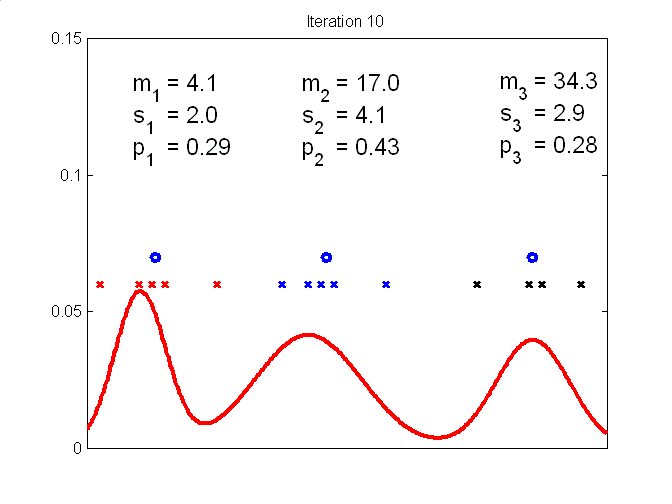 Iteration 10
0.15
m1 = 4.1 m2 = 17.0 m3 = 34.3
s1 = 2.0 s2 = 4.1 s3 = 2.9
p1 = 0.29 p2 = 0.43 p3 = 0.28
0.1
0.05
0